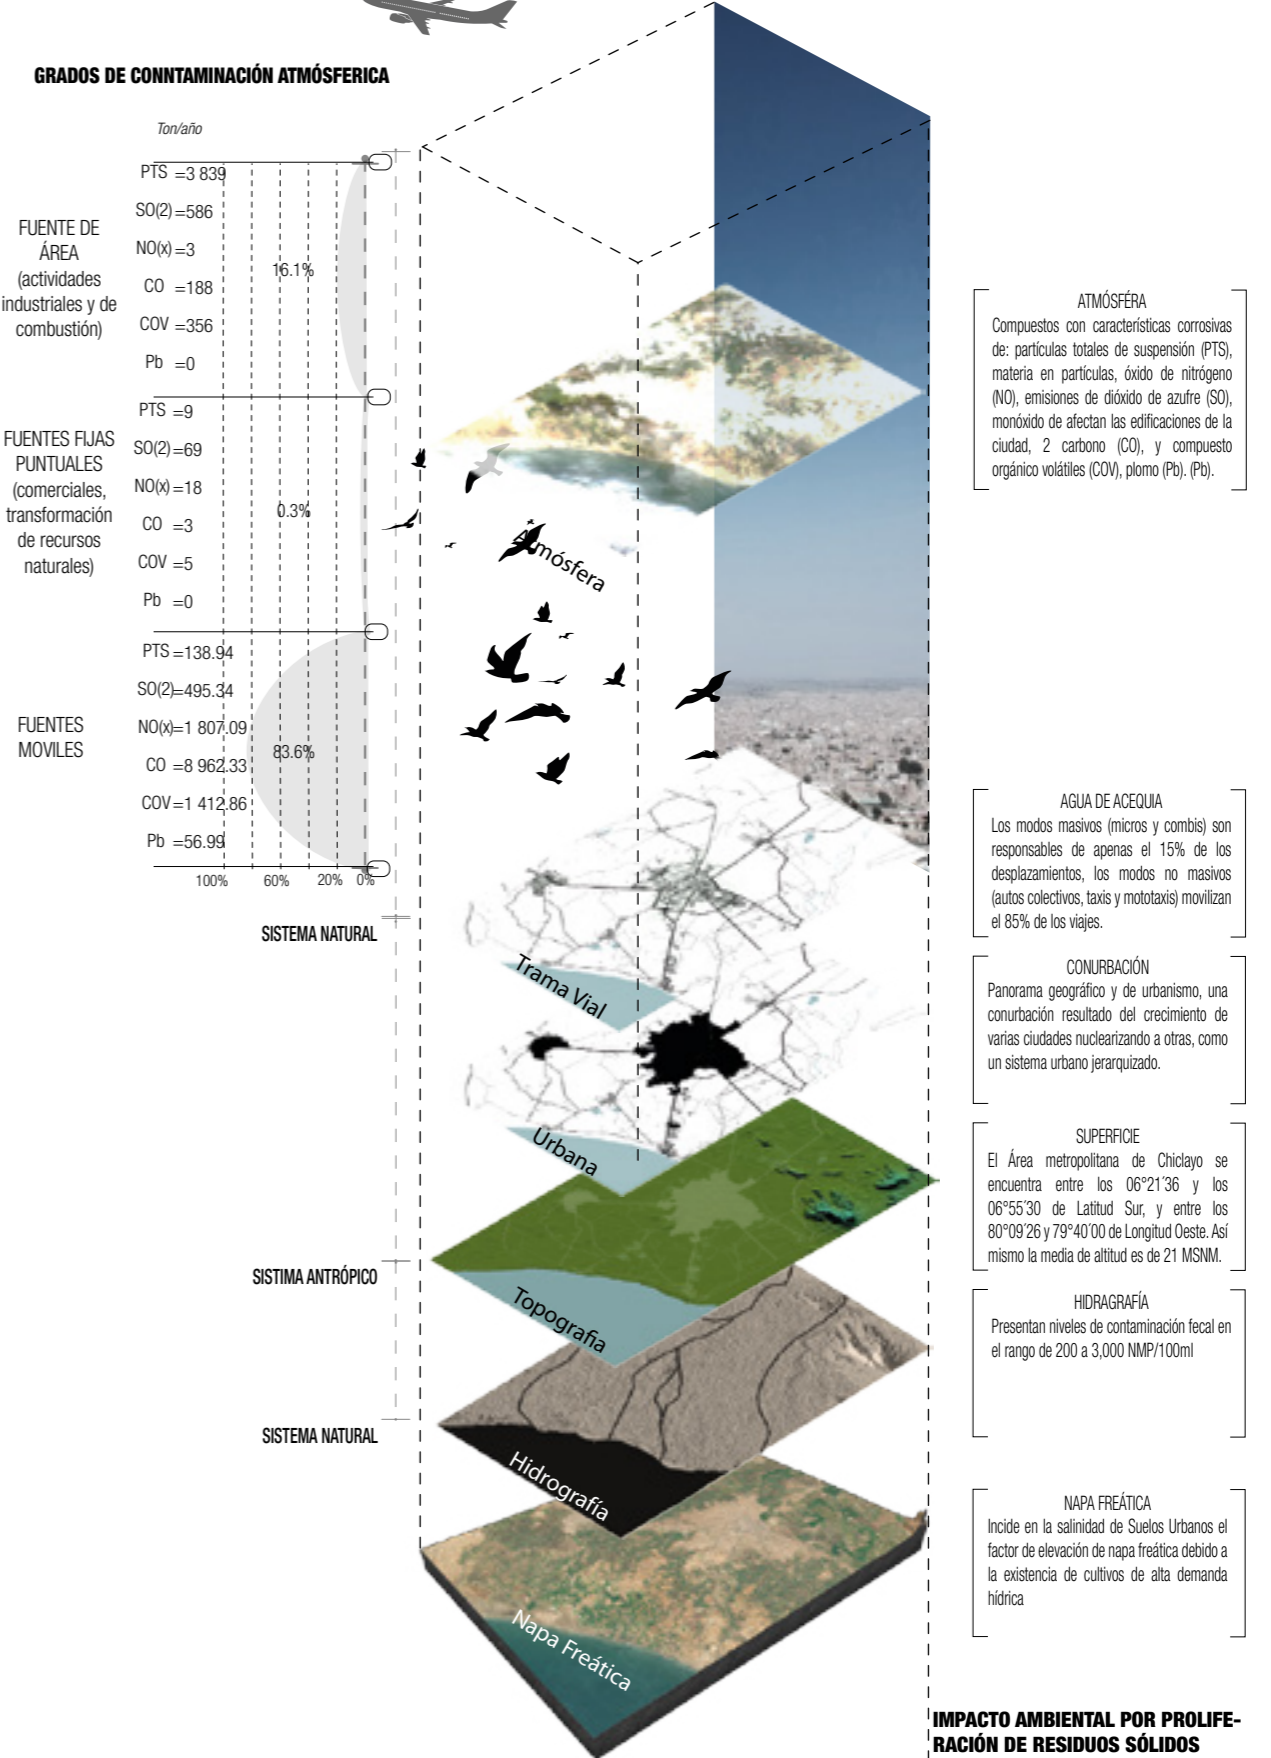 GRADOS DE CONNTAMINACIÓN ATMÓSFERICA
Ton/año
FUENTE DE
ÁREA
(actividades
industriales y de
combustión)
PTS =3 839
SO(2)=586
NO(x)=3
CO =188
COV=356
Pb =0
16.1%
FUENTES FIJAS
PUNTUALES
(comerciales,
transformación
de recursos
naturales)
PTS =9
SO(2)=69
NO(x)=18
CO =3
COV =5
Pb =0
0.3%
FUENTES
MOVILES
PTS=138.94
SO(2)=495.34
NO(x)=1 807.09
CO =8 962.33
COV=1 412.86
Pb =56.99
83.6%
100% 60% 20% 0%
SISTEMA NATURAL
SISTIMA ANTRÓPICO
SISTEMA NATURAL
Atmósfera
Trama Vial
Urbana
Topografia
Hidrografía
Napa Freática
ATMÓSFÉRA
Compuestos con características corrosivas
de: partículas totales de suspensión (PTS),
materia en partículas, óxido de nitrógeno
(NO), emisiones de dióxido de azufre (SO),
monóxido de afectan las edificaciones de la
ciudad, 2 carbono (CO), y compuesto
orgánico volátiles (COV), plomo (Pb). (Pb).
AGUA DE ACEQUIA
Los modos masivos (micros y combis) son
responsables de apenas el 15% de los
desplazamientos, los modos no masivos
(autos colectivos, taxis y mototaxis) movilizan
el 85% de los viajes.
CONURBACIÓN
Panorama geográfico y de urbanismo, una
conurbación resultado del crecimiento de
varias ciudades nuclearizando a otras, como
un sistema urbano jerarquizado.
SUPERFICIE
El Área metropolitana de Chiclayo se
encuentra entre los 06°21´36 y los
06°55´30 de Latitud Sur, y entre los
80°09´26 y 79°40´00 de Longitud Oeste. Así
mismo la media de altitud es de 21 MSNM.
HIDRAGRAFÍA
Presentan niveles de contaminación fecal en
el rango de 200 a 3,000 NMP/100ml
NAPA FREÁTICA
Incide en la salinidad de Suelos Urbanos el
factor de elevación de napa freática debido a
la existencia de cultivos de alta demanda
hídrica
IMPACTO AMBIENTAL POR PROLIFE-
RACIÓN DE RESIDUOS SÓLIDOS